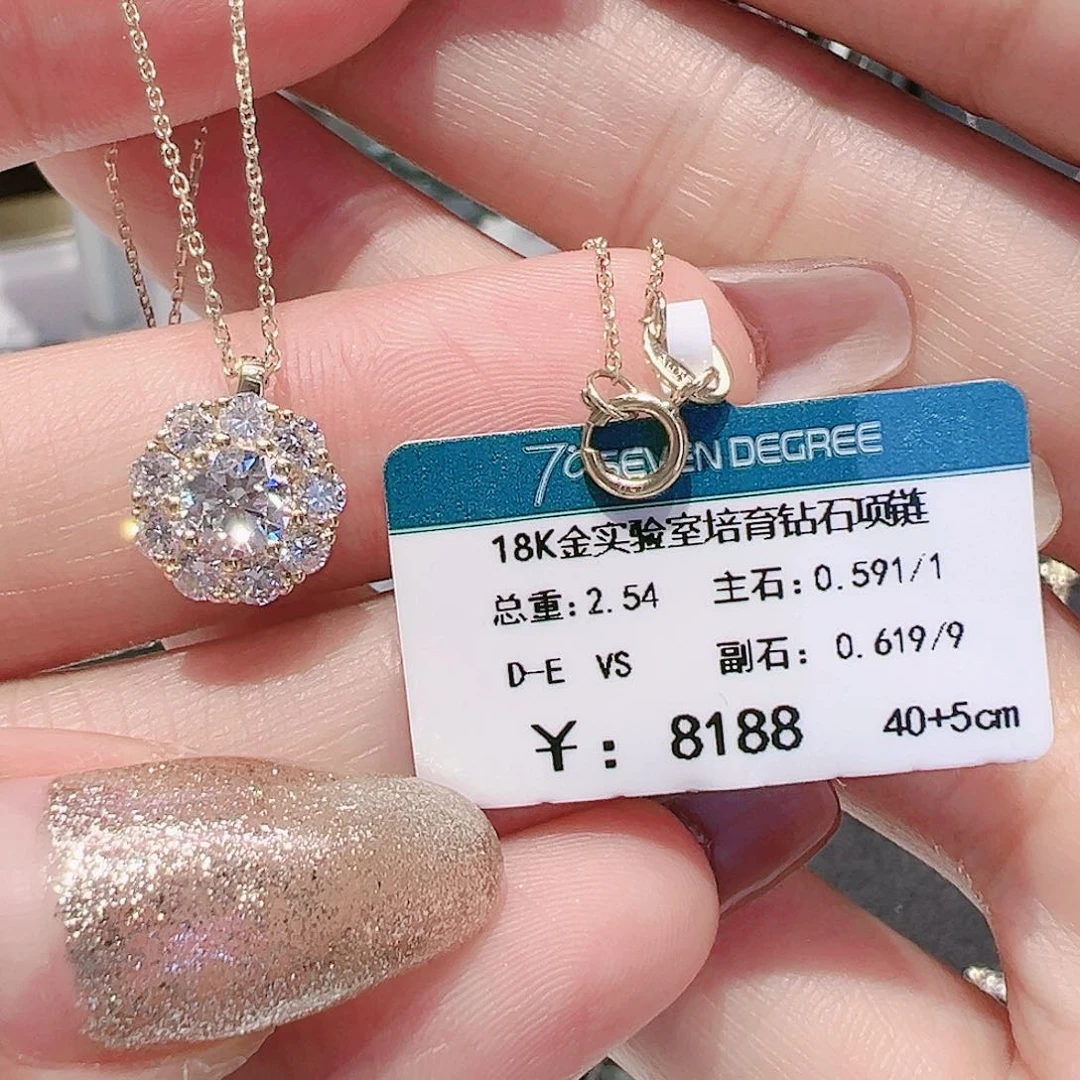 7° SEVEN DEGREE
18K金实验室培育钻石项链
总重:2.54 主石:0.591/1
D-E VS 副石: 0.619/9
¥: 8188 40+5cm